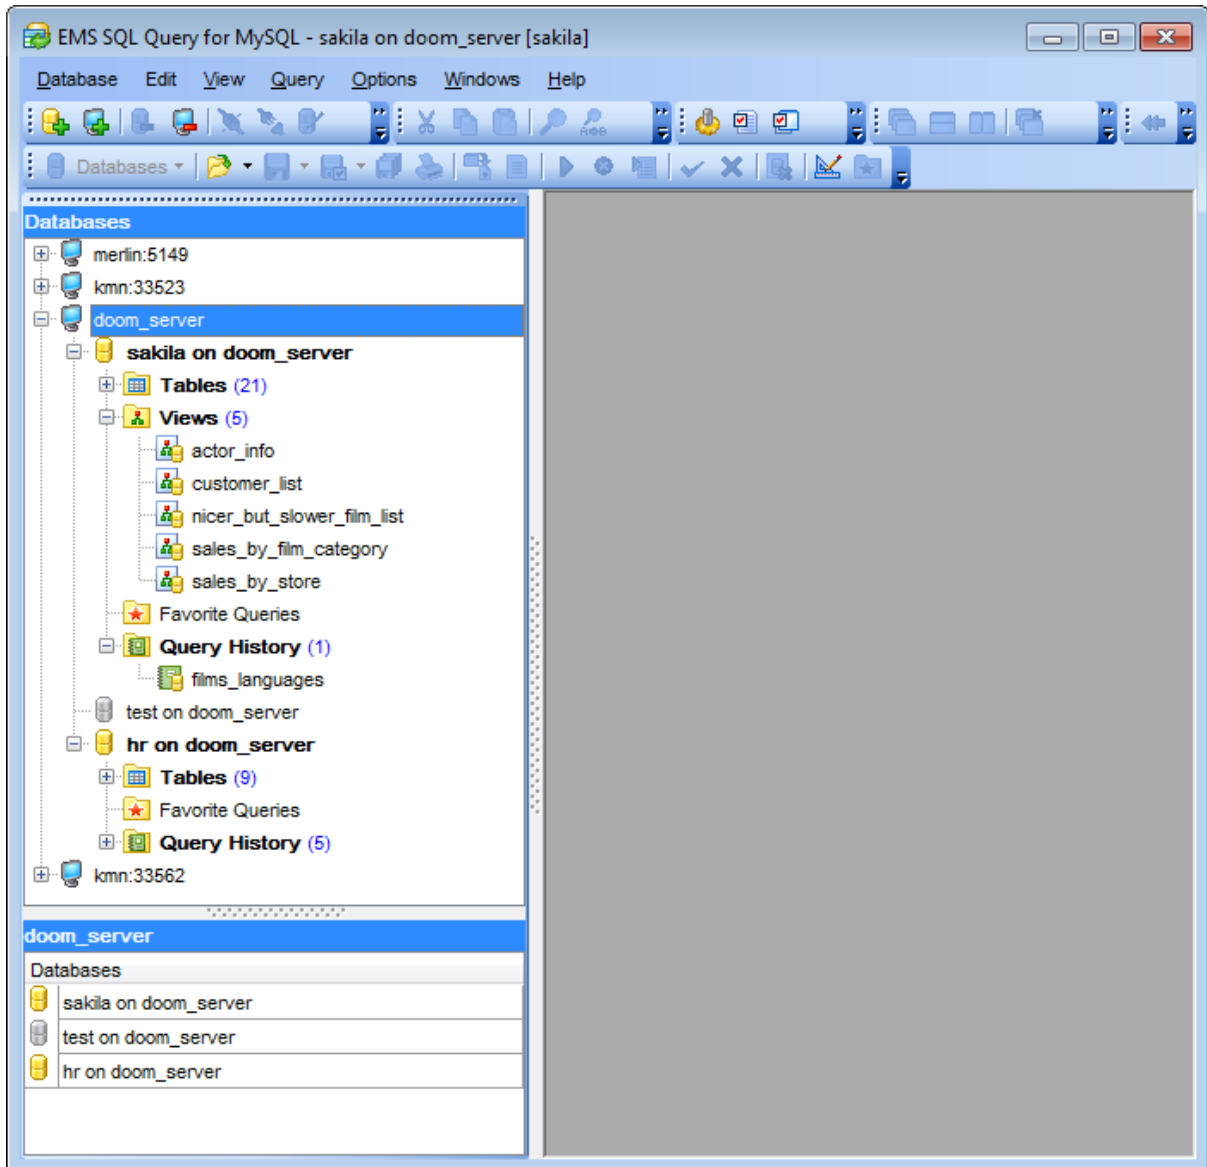 EMS SQL Query for MySQL - sakila on doom_server [sakila]
Database Edit View Query Options Windows Help
Databases
Databases
merlin:5149
kmn:33523
doom_server
sakila on doom_server
Tables (21)
Views (5)
actor_info
customer_list
nicer_but_slower_film_list
sales_by_film_category
sales_by_store
Favorite Queries
Query History (1)
films_languages
test on doom_server
hr on doom_server
Tables (9)
Favorite Queries
Query History (5)
kmn:33562
doom_server
Databases
sakila on doom_server
test on doom_server
hr on doom_server